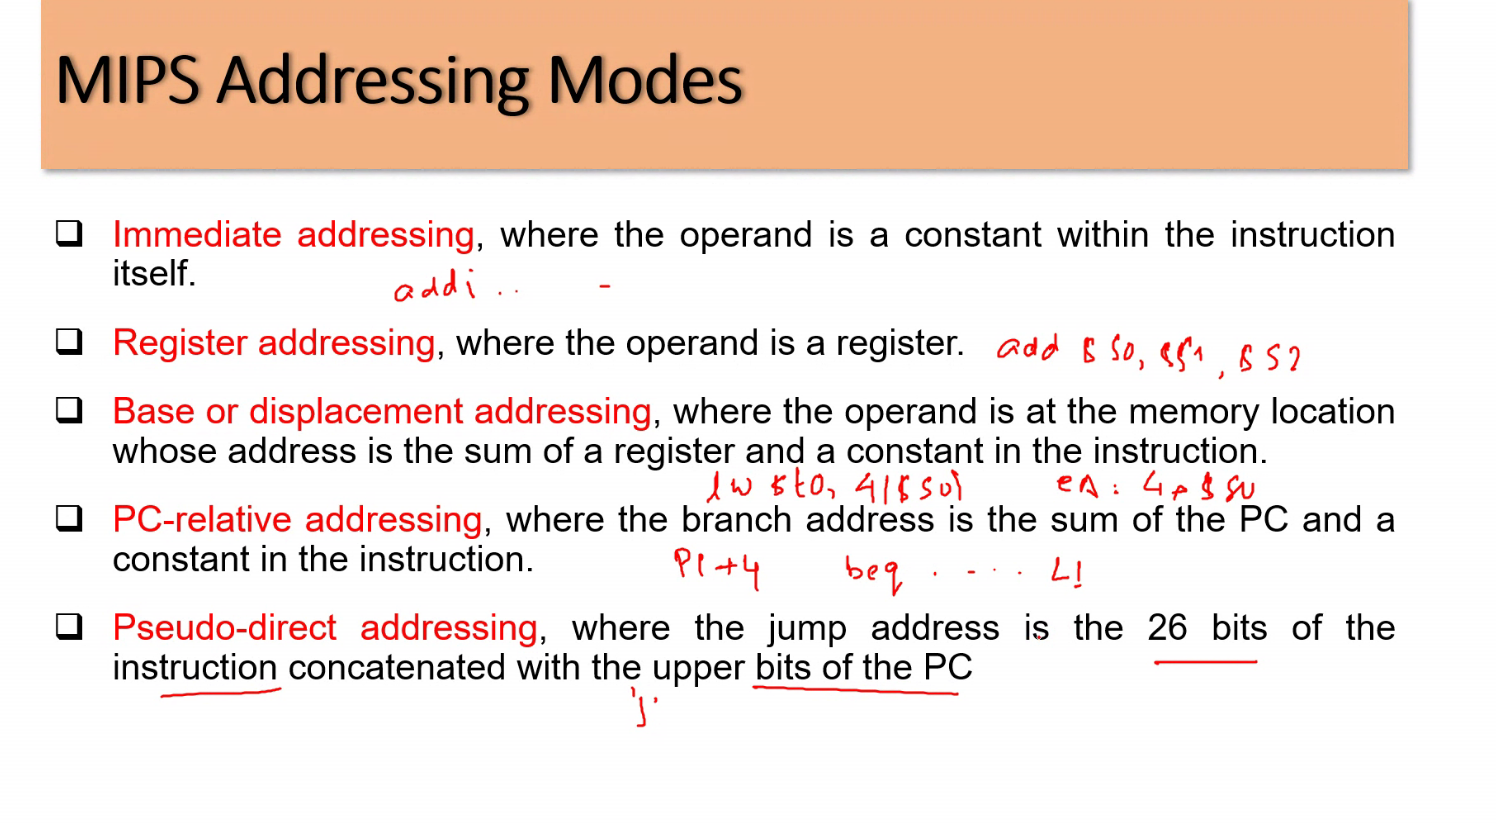 MIPS Addressing Modes
Immediate addressing, where the operand is a constant within the instruction
itself.
addi .. -
Register addressing, where the operand is a register. add $s0, $s1, $s2
Base or displacement addressing, where the operand is at the memory location
whose address is the sum of a register and a constant in the instruction.
lw $t0, 4($s0) EA: 4+$s0
PC-relative addressing, where the branch address is the sum of the PC and a
constant in the instruction.
PC+4 beq . - ... L1
Pseudo-direct addressing, where the jump address is the 26 bits of the
instruction concatenated with the upper bits of the PC
'j'